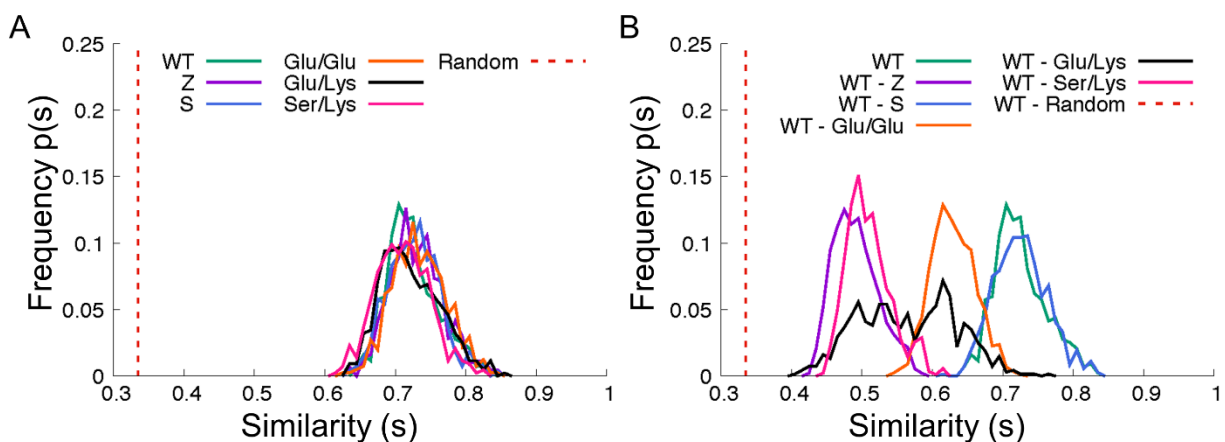 A
Frequency p(s)
0.25
0.2
0.15
0.1
0.05
0
WT
Z
S
Glu/Glu
Glu/Lys
Ser/Lys
Random
0.3 0.4 0.5 0.6 0.7 0.8 0.9 1
Similarity (s)
B
Frequency p(s)
0.25
0.2
0.15
0.1
0.05
0
WT
WT - Z
WT - S
WT - Glu/Glu
WT - Glu/Lys
WT - Ser/Lys
WT - Random
0.3 0.4 0.5 0.6 0.7 0.8 0.9 1
Similarity (s)